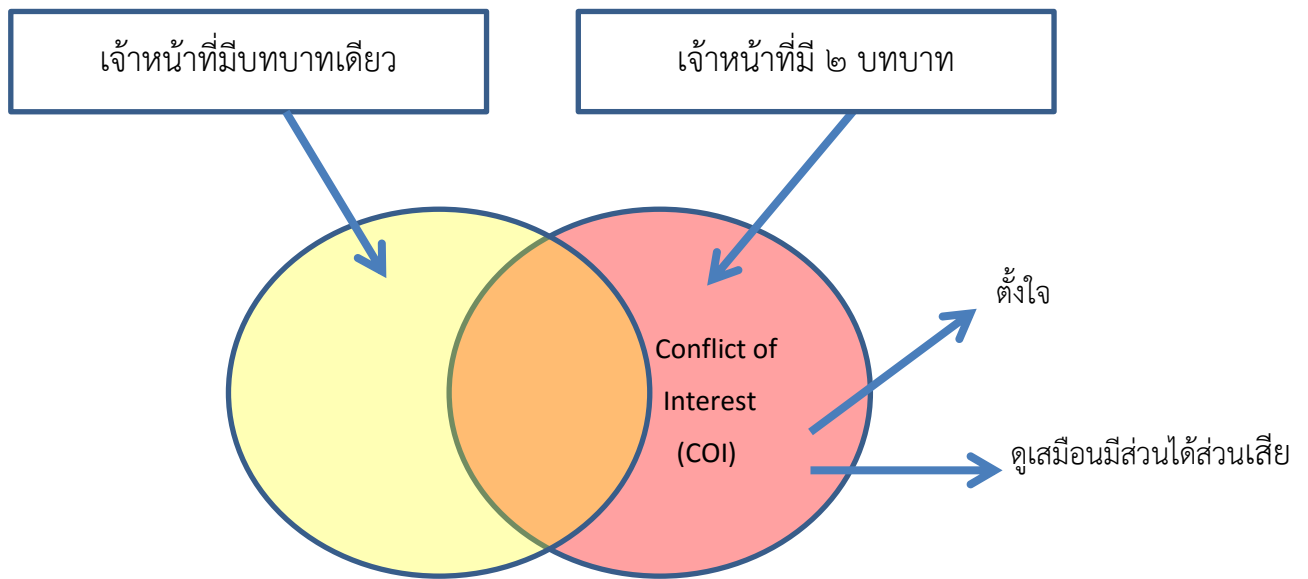 เจ้าหน้าที่มีบทบาทเดียว
เจ้าหน้าที่มี ๒ บทบาท
ตั้งใจ
Conflict of
Interest
(COI)
ดูเสมือนมีส่วนได้ส่วนเสีย